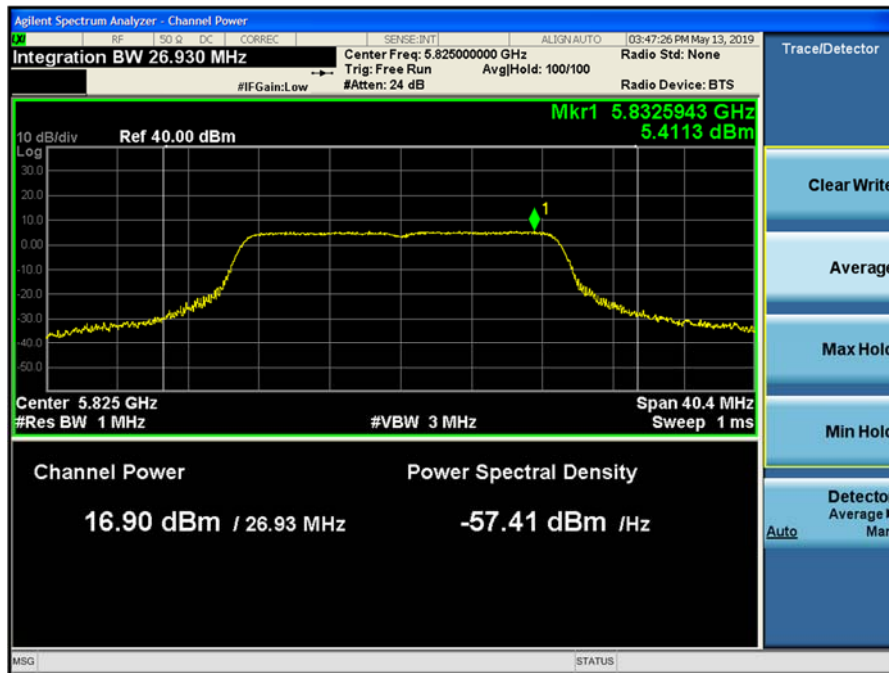 Agilent Spectrum Analyzer - Channel Power
LXI RF 50 Ω DC CORREC SENSE:INT ALIGN AUTO 03:47:26 PM May 13, 2019
Integration BW 26.930 MHz
Center Freq: 5.825000000 GHz Radio Std: None
Trig: Free Run Avg|Hold: 100/100
#IFGain:Low #Atten: 24 dB Radio Device: BTS
Trace/Detector
Mkr1 5.8325943 GHz
5.4113 dBm
10 dB/div Ref 40.00 dBm
Log
30.0
20.0
10.0
0.00
-10.0
-20.0
-30.0
-40.0
-50.0
1
Center 5.825 GHz Span 40.4 MHz
#Res BW 1 MHz #VBW 3 MHz Sweep 1 ms
Channel Power Power Spectral Density
16.90 dBm / 26.93 MHz -57.41 dBm /Hz
Clear Write
Average
Max Hold
Min Hold
Detector
Average
Auto Man
MSG STATUS